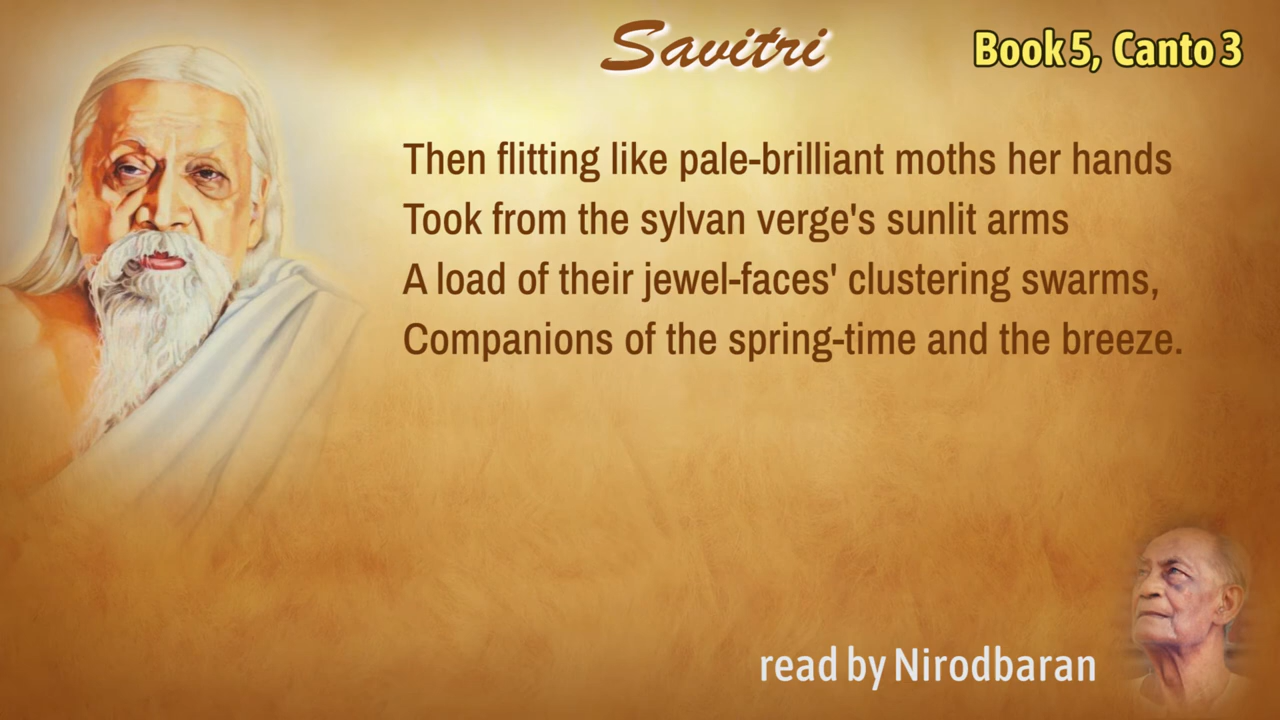 Savitri
Book 5, Canto 3
Then flitting like pale-brilliant moths her hands
Took from the sylvan verge's sunlit arms
A load of their jewel-faces' clustering swarms,
Companions of the spring-time and the breeze.
read by Nirodbaran